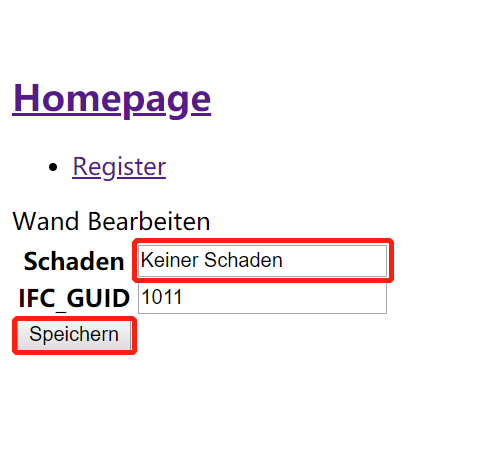 Homepage
Register
Wand Bearbeiten
Schaden Keiner Schaden
IFC_GUID 1011
Speichern